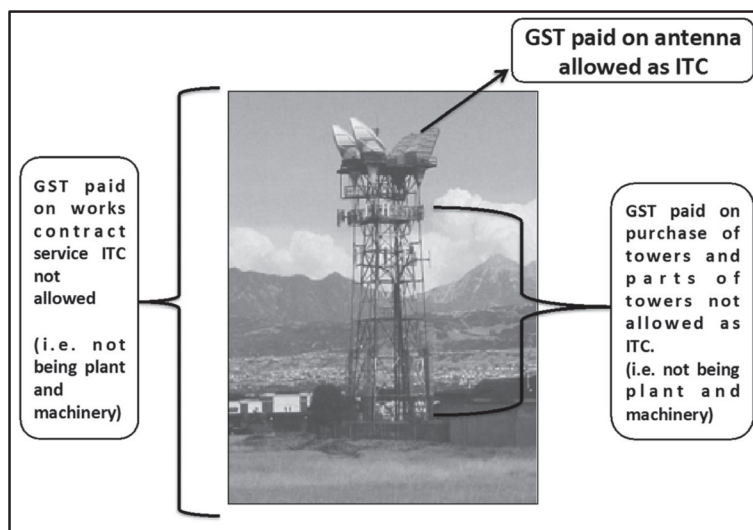 GST paid on antenna
allowed as ITC
GST paid
on works
contract
service ITC
not
allowed
(i.e. not
being plant
and
machinery)
GST paid on
purchase of
towers and
parts of
towers not
allowed as
ITC.
(i.e. not being
plant and
machinery)